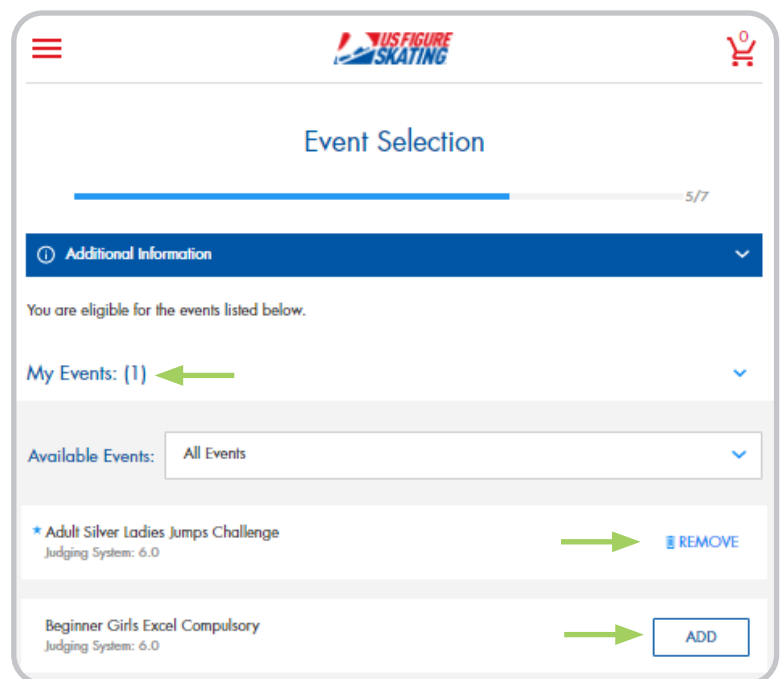 0
US FIGURE
SKATING
Event Selection
5/7
Additional Information
You are eligible for the events listed below.
My Events: (1)
Available Events: All Events
* Adult Silver Ladies Jumps Challenge
Judging System: 6.0
REMOVE
Beginner Girls Excel Compulsory
Judging System: 6.0
ADD